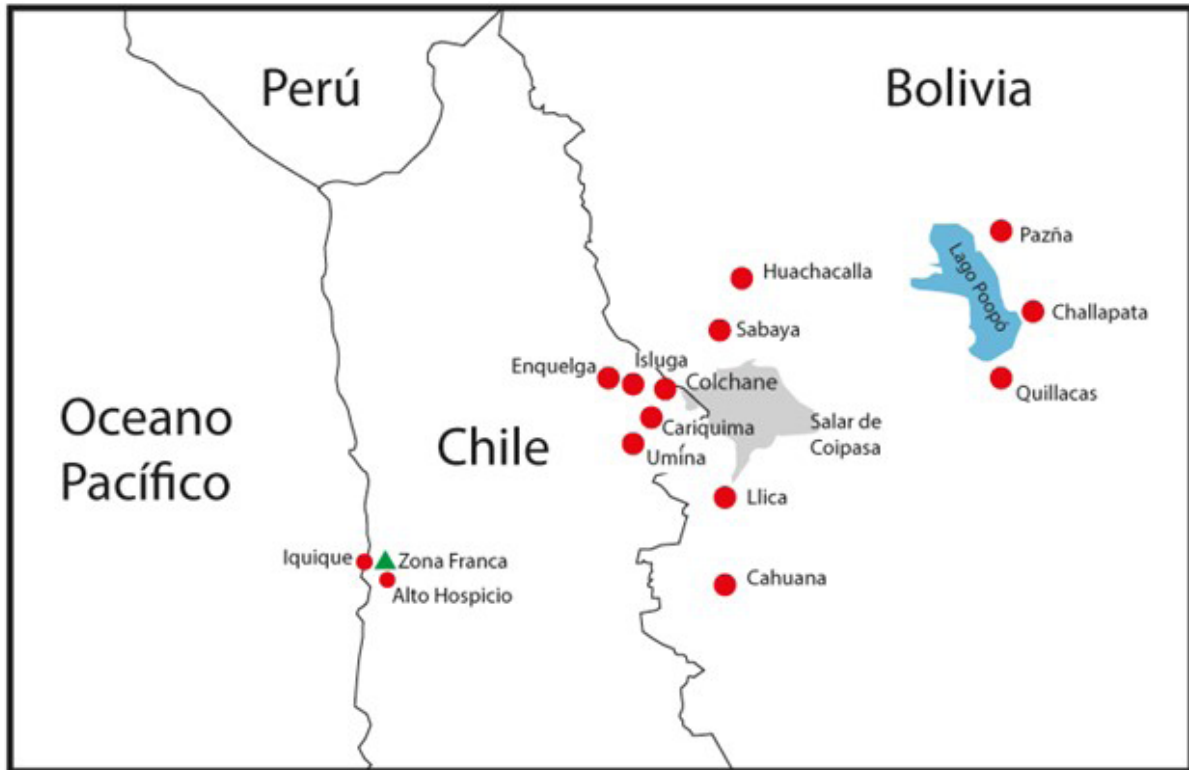 Perú
Bolivia
Pazña
Lago Poopó
Huachacalla
Challapata
Sabaya
Isluga
Enquelga
Colchane
Quillacas
Oceano
Pacífico
Chile
Cariquima
Salar de
Coipasa
Umiña
Llica
Iquique
Zona Franca
Cahuana
Alto Hospicio